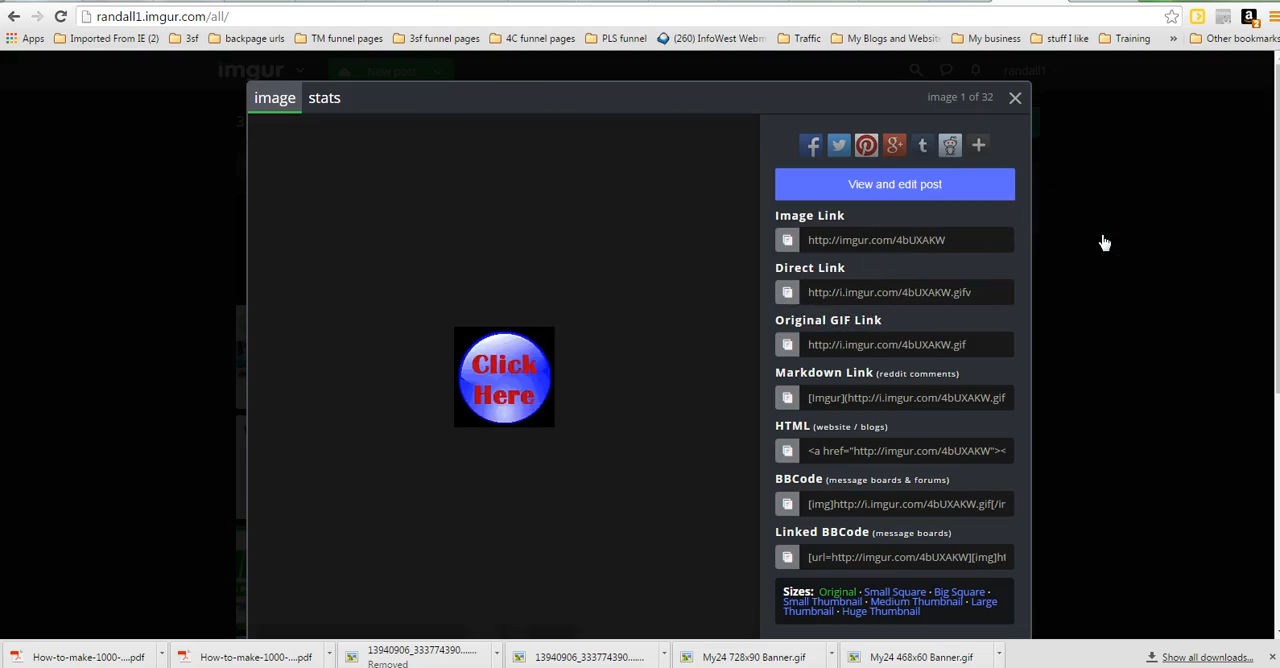 randall1.imgur.com/all/
Apps Imported From IE (2) 3sf backpage urls TM funnel pages 3sf funnel pages 4C funnel pages PLS funnel (260) InfoWest Webm Traffic My Blogs and Websit My business stuff I like Training » Other bookmarks
imgur New post randall1
image stats image 1 of 32
View and edit post
Image Link
http://imgur.com/4bUXAKW
Direct Link
http://i.imgur.com/4bUXAKW.gifv
Original GIF Link
http://i.imgur.com/4bUXAKW.gif
Markdown Link (reddit comments)
[Imgur](http://i.imgur.com/4bUXAKW.gif
HTML (website / blogs)
<a href="http://imgur.com/4bUXAKW"><
BBCode (message boards & forums)
[img]http://i.imgur.com/4bUXAKW.gif[/ir
Linked BBCode (message boards)
[url=http://imgur.com/4bUXAKW][img]ht
Sizes: Original · Small Square · Big Square ·
Small Thumbnail · Medium Thumbnail · Large
Thumbnail · Huge Thumbnail
Click
Here
How-to-make-1000-....pdf How-to-make-1000-....pdf 13940906_333774390....... 13940906_333774390....... My24 728x90 Banner.gif My24 468x60 Banner.gif Show all downloads...
Removed